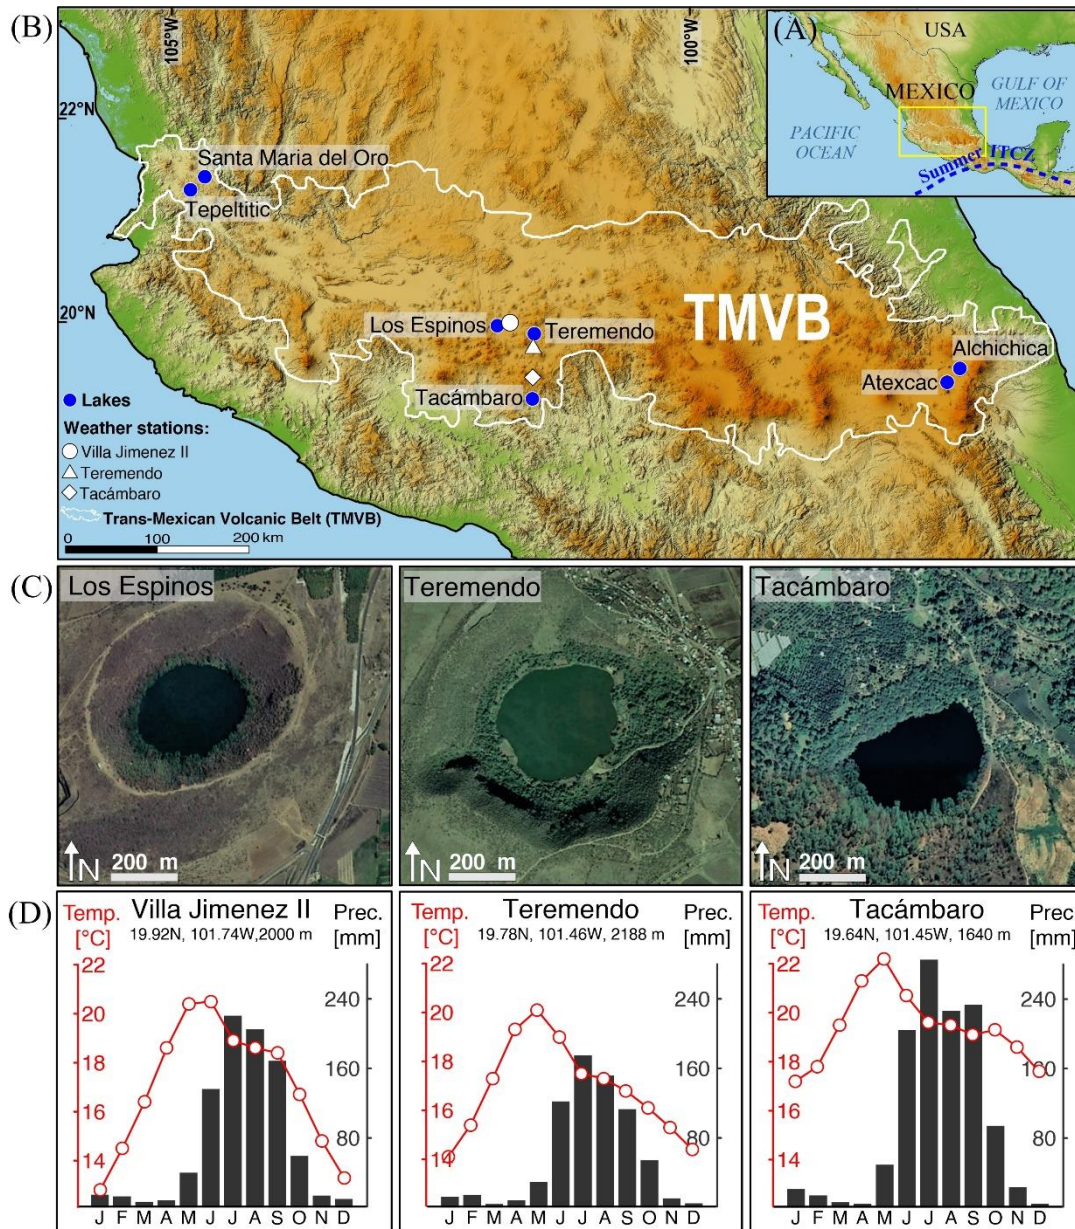 (B)
105°W
100°W
(A)
USA
MEXICO
GULF OF
MEXICO
PACIFIC
OCEAN
Summer ITCZ
22°N
20°N
Santa Maria del Oro
Tepeltitic
Los Espinos
Teremendo
Tacámbaro
TMVB
Alchichica
Atexcac
Lakes
Weather stations:
Villa Jimenez II
Teremendo
Tacámbaro
Trans-Mexican Volcanic Belt (TMVB)
0 100 200 km
(C)
Los Espinos
N 200 m
Teremendo
N 200 m
Tacámbaro
N 200 m
(D)
Temp.
[°C]
Villa Jimenez II
19.92N, 101.74W,2000 m
Prec.
[mm]
22
20
18
16
14
240
160
80
J F M A M J J A S O N D
Temp.
[°C]
Teremendo
19.78N, 101.46W, 2188 m
Prec.
[mm]
22
20
18
16
14
240
160
80
J F M A M J J A S O N D
Temp.
[°C]
Tacámbaro
19.64N, 101.45W, 1640 m
Prec.
[mm]
22
20
18
16
14
240
160
80
J F M A M J J A S O N D